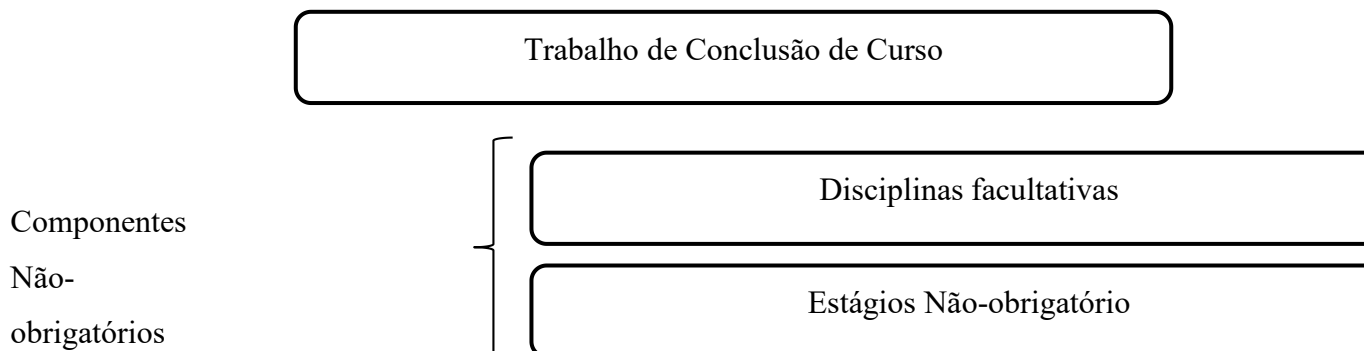 Trabalho de Conclusão de Curso
Disciplinas facultativas
Componentes
Não-
obrigatórios
Estágios Não-obrigatório